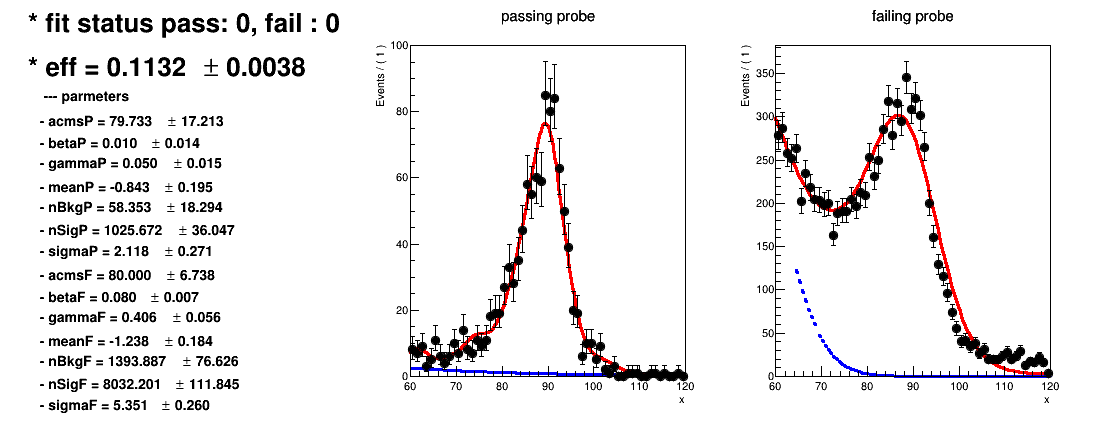 * fit status pass: 0, fail : 0
* eff = 0.1132 ± 0.0038
--- parmeters
- acmsP = 79.733 ± 17.213
- betaP = 0.010 ± 0.014
- gammaP = 0.050 ± 0.015
- meanP = -0.843 ± 0.195
- nBkgP = 58.353 ± 18.294
- nSigP = 1025.672 ± 36.047
- sigmaP = 2.118 ± 0.271
- acmsF = 80.000 ± 6.738
- betaF = 0.080 ± 0.007
- gammaF = 0.406 ± 0.056
- meanF = -1.238 ± 0.184
- nBkgF = 1393.887 ± 76.626
- nSigF = 8032.201 ± 111.845
- sigmaF = 5.351 ± 0.260
passing probe
Events / ( 1 )
100
80
60
40
20
0
60 70 80 90 100 110 120
x
failing probe
Events / ( 1 )
350
300
250
200
150
100
50
0
60 70 80 90 100 110 120
x